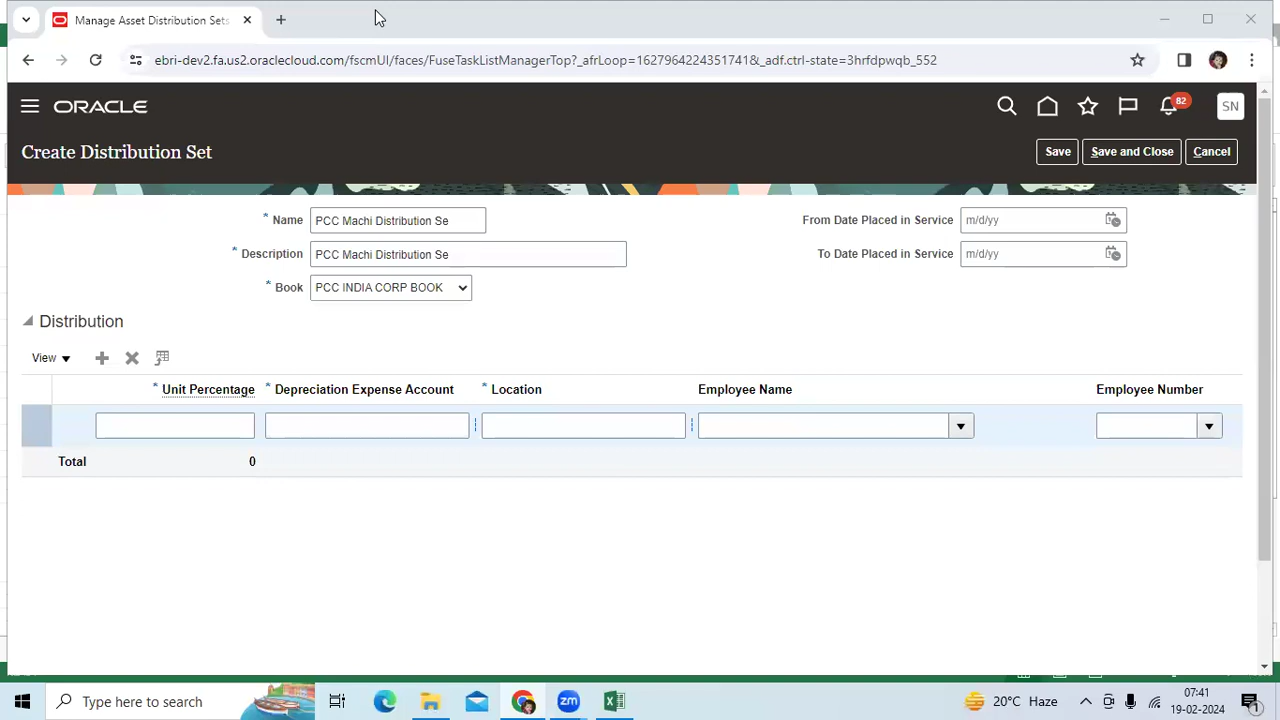 Manage Asset Distribution Sets
ebri-dev2.fa.us2.oraclecloud.com/fscmUI/faces/FuseTaskListManagerTop?_afrLoop=16279642243517418&_adf.ctrl-state=3hrfdpwqb_552
ORACLE
82
SN
Create Distribution Set
Save
Save and Close
Cancel
* Name PCC Machi Distribution Se
From Date Placed in Service m/d/yy
* Description PCC Machi Distribution Se
To Date Placed in Service m/d/yy
* Book PCC INDIA CORP BOOK
Distribution
View
* Unit Percentage * Depreciation Expense Account * Location Employee Name Employee Number
Total 0
Type here to search
zm
20°C Haze
07:41
19-02-2024
1